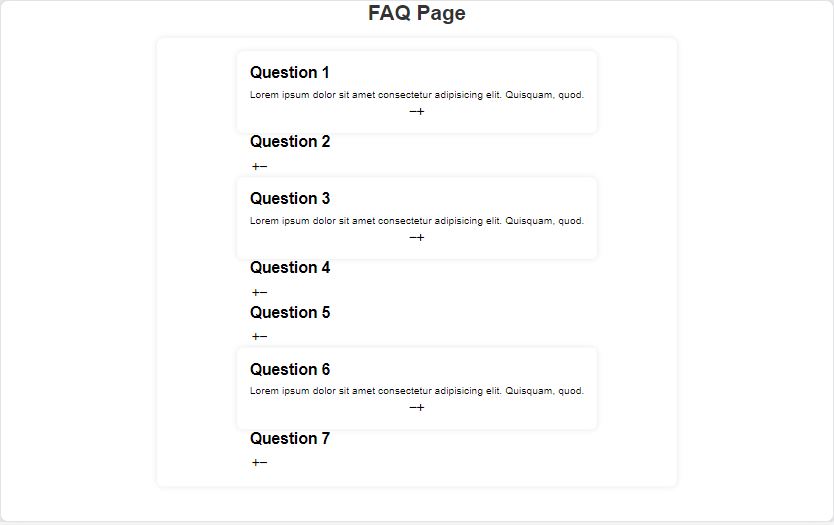 FAQ Page
Question 1
Lorem ipsum dolor sit amet consectetur adipisicing elit. Quisquam, quod.
−+
Question 2
+−
Question 3
Lorem ipsum dolor sit amet consectetur adipisicing elit. Quisquam, quod.
−+
Question 4
+−
Question 5
+−
Question 6
Lorem ipsum dolor sit amet consectetur adipisicing elit. Quisquam, quod.
−+
Question 7
+−